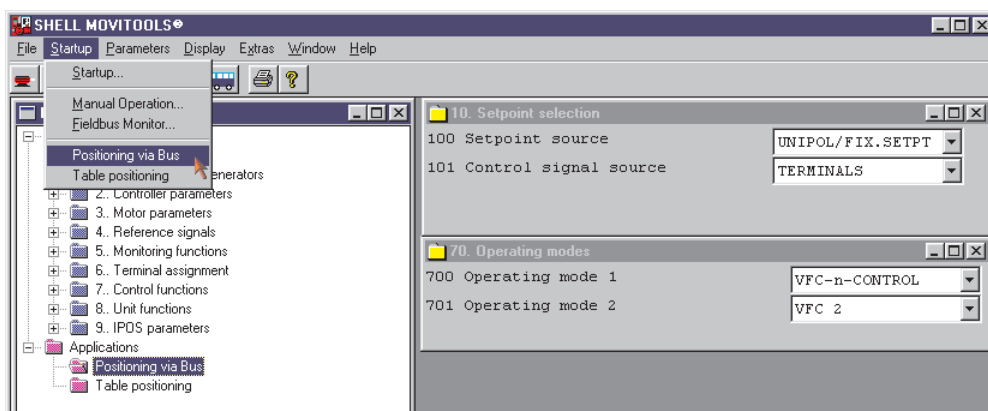 SHELL MOVITOOLS®
File Startup Parameters Display Extras Window Help
Startup...
Manual Operation...
Fieldbus Monitor...
Positioning via Bus
Table positioning
enerators
2.. Controller parameters
3.. Motor parameters
4.. Reference signals
5.. Monitoring functions
6.. Terminal assignment
7.. Control functions
8.. Unit functions
9.. IPOS parameters
Applications
Positioning via Bus
Table positioning
10. Setpoint selection
100 Setpoint source UNIPOL/FIX.SETPT
101 Control signal source TERMINALS
70. Operating modes
700 Operating mode 1 VFC-n-CONTROL
701 Operating mode 2 VFC 2